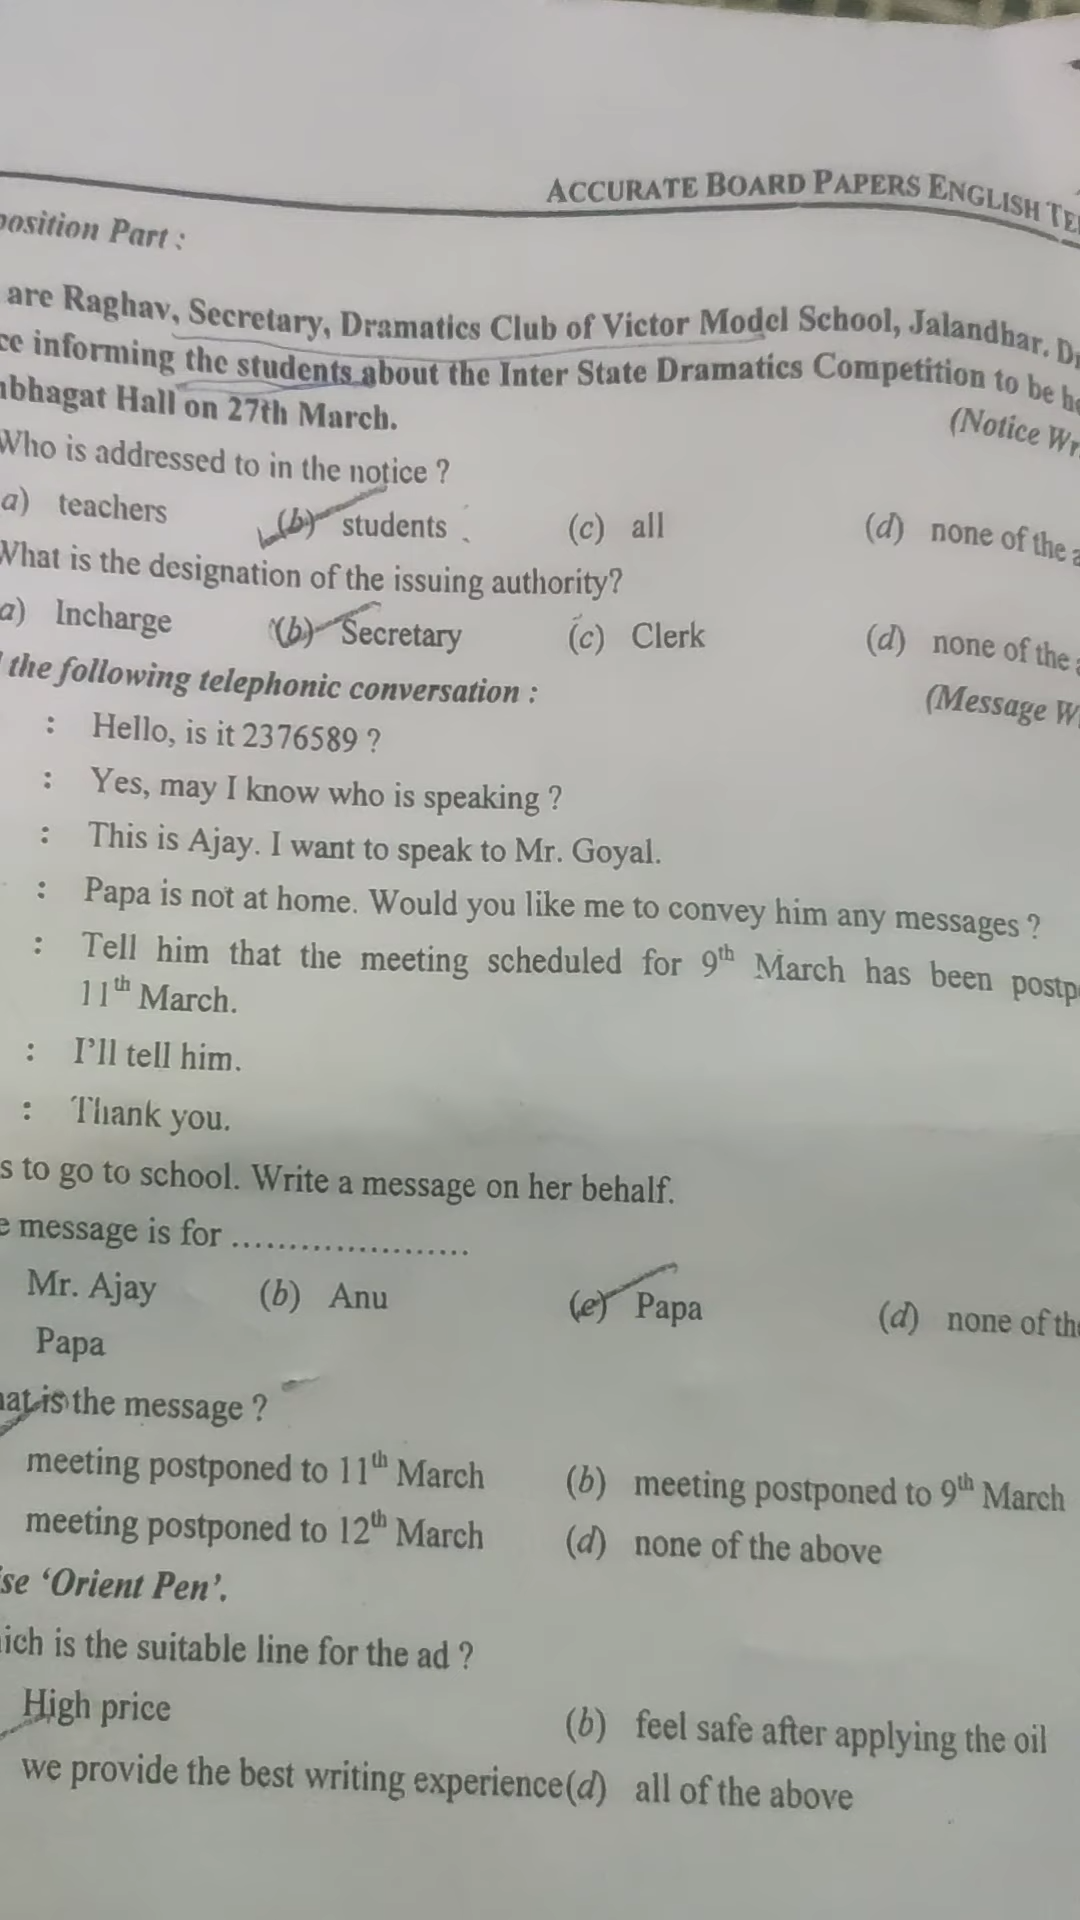 ACCURATE BOARD PAPERS ENGLISH
Part :
are Raghav, Secretary, Dramatics Club of Victor Model School, Jalandhar.
informing the students about the Inter State Dramatics Competition to be
Hall on 27th March.
(Notice
Who is addressed to in the notice ?
a) teachers (b) students (c) all (d) none of the
What is the designation of the issuing authority?
a) Incharge (b) Secretary (c) Clerk (d) none of the
the following telephonic conversation :
(Message
: Hello, is it 2376589 ?
: Yes, may I know who is speaking ?
: This is Ajay. I want to speak to Mr. Goyal.
: Papa is not at home. Would you like me to convey him any messages ?
: Tell him that the meeting scheduled for 9th March has been
11th March.
: I'll tell him.
: Thank you.
to go to school. Write a message on her behalf.
message is for .....................
Mr. Ajay (b) Anu (c) Papa (d) none of
Papa
is the message ?
meeting postponed to 11th March (b) meeting postponed to 9th March
meeting postponed to 12th March (d) none of the above
'Orient Pen'.
is the suitable line for the ad ?
High price (b) feel safe after applying the oil
we provide the best writing experience (d) all of the above